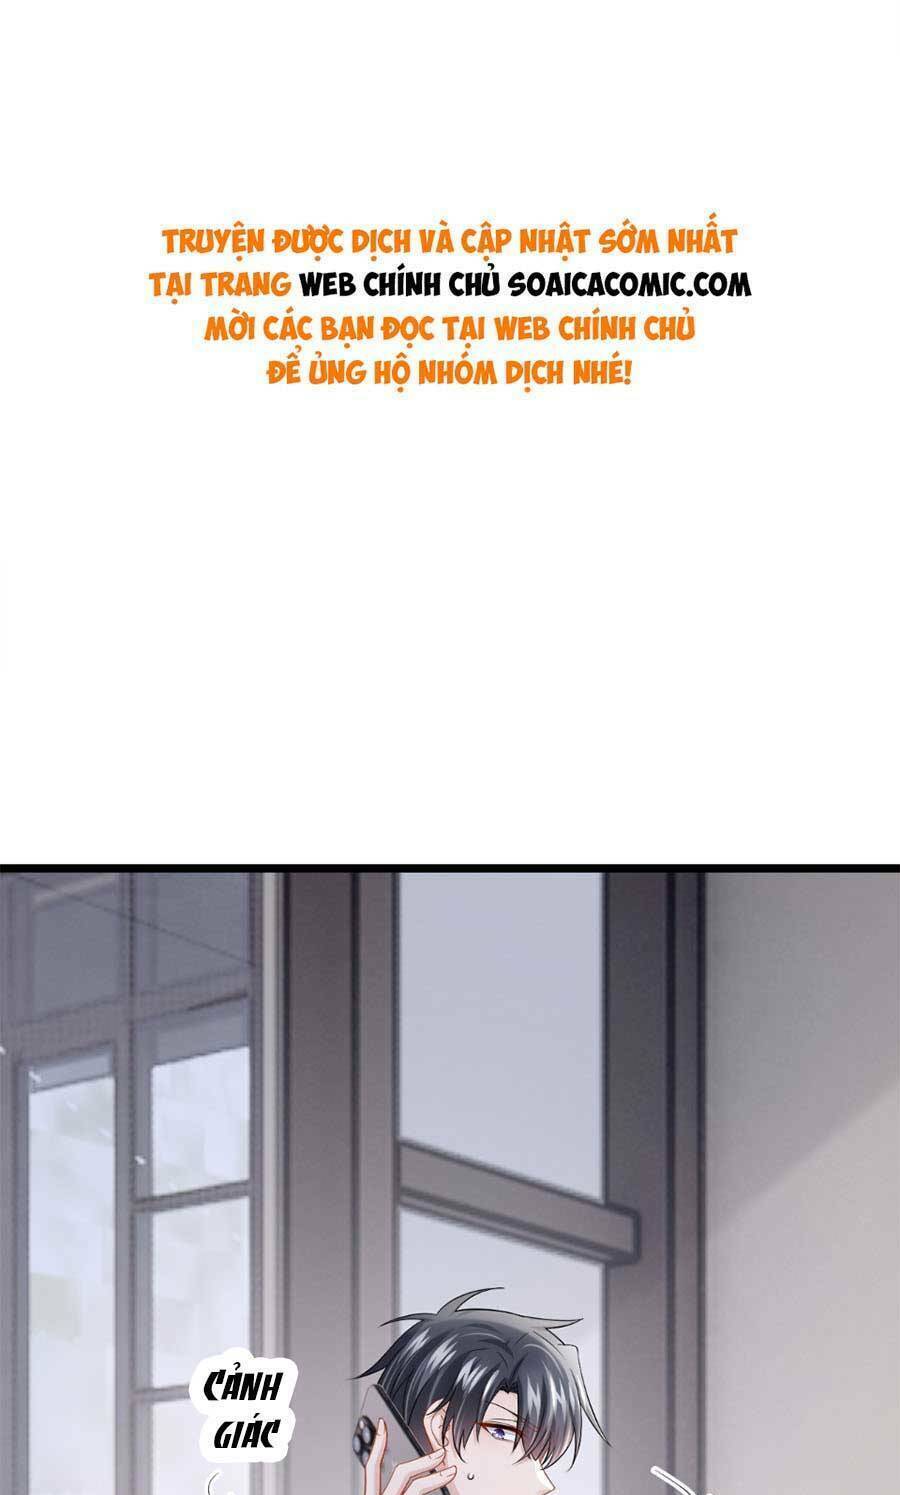 TRUYỆN ĐƯỢC DỊCH VÀ CẬP NHẬT SỚM NHẤT
TẠI TRANG WEB CHÍNH CHỦ SOAICACOMIC.COM
MỜI CÁC BẠN ĐỌC TẠI WEB CHÍNH CHỦ
ĐỂ ỦNG HỘ NHÓM DỊCH NHÉ!
CẢNH
GIÁC